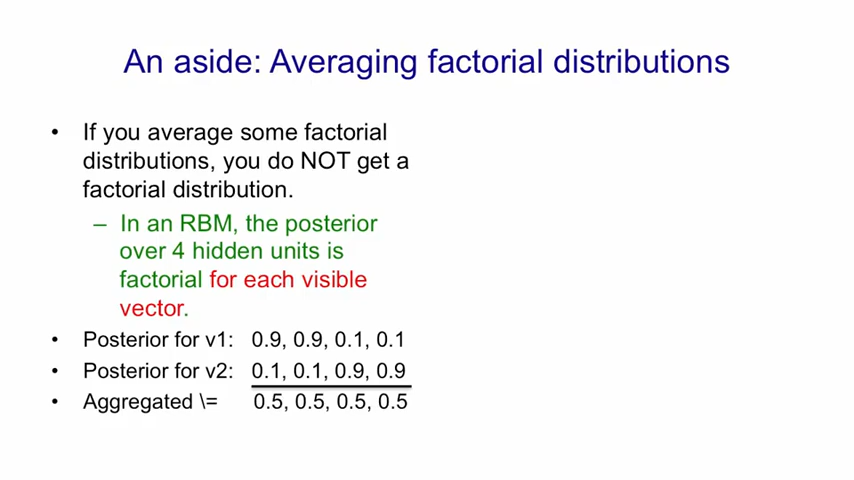 An aside: Averaging factorial distributions
• If you average some factorial
distributions, you do NOT get a
factorial distribution.
– In an RBM, the posterior
over 4 hidden units is
factorial for each visible
vector.
• Posterior for v1: 0.9, 0.9, 0.1, 0.1
• Posterior for v2: 0.1, 0.1, 0.9, 0.9
• Aggregated \= 0.5, 0.5, 0.5, 0.5